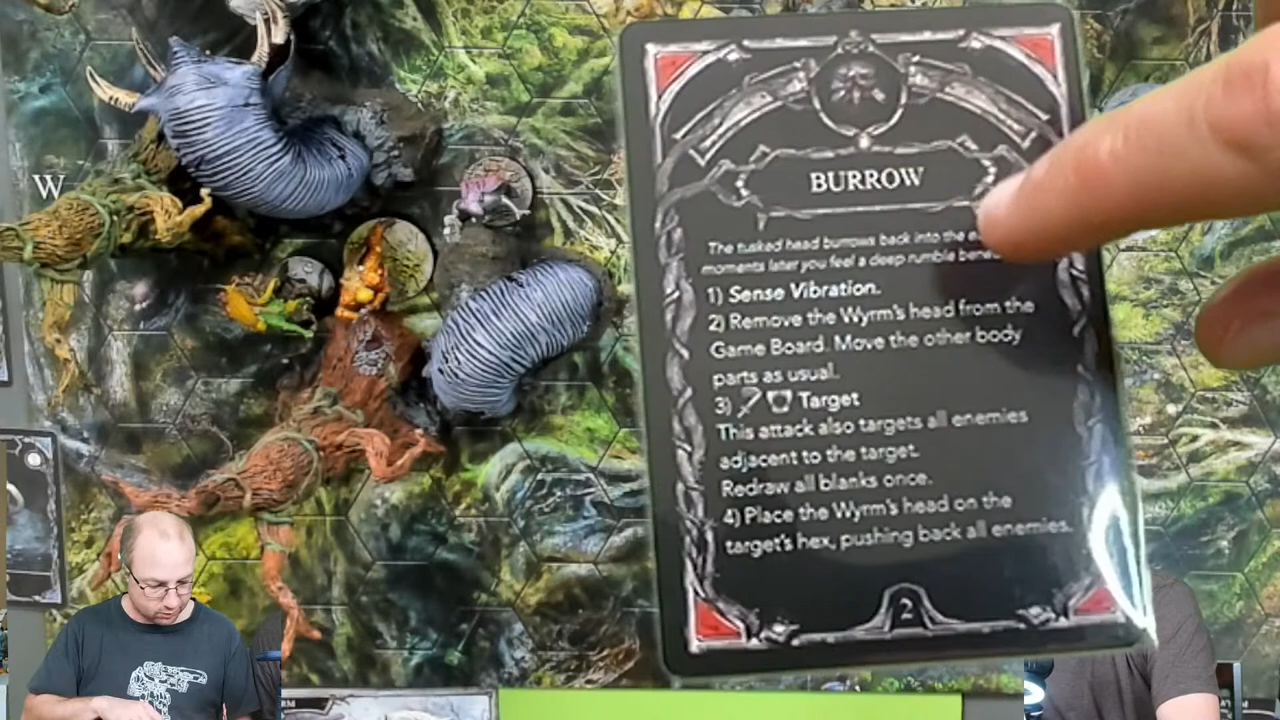 W
BURROW
The tusked head burrows back into the
moments later you feel a deep rumble
1) Sense Vibration.
2) Remove the Wyrm's head from the
Game Board. Move the other body
parts as usual.
3) Target
This attack also targets all enemies
adjacent to the target.
Redraw all blanks once.
4) Place the Wyrm's head on the
target's hex, pushing back all enemies.
2
RM